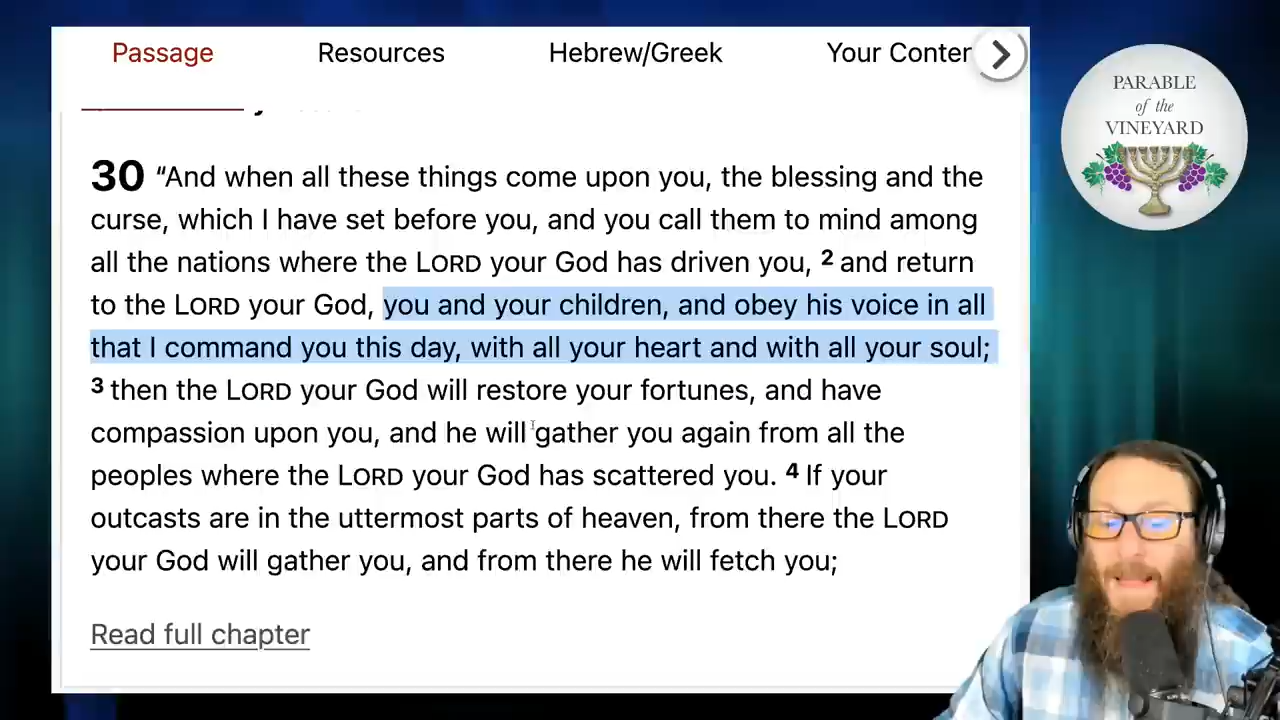 Passage
Resources
Hebrew/Greek
Your Conten
30 “And when all these things come upon you, the blessing and the
curse, which I have set before you, and you call them to mind among
all the nations where the LORD your God has driven you, 2 and return
to the LORD your God, you and your children, and obey his voice in all
that I command you this day, with all your heart and with all your soul;
3 then the LORD your God will restore your fortunes, and have
compassion upon you, and he will gather you again from all the
peoples where the LORD your God has scattered you. 4 If your
outcasts are in the uttermost parts of heaven, from there the LORD
your God will gather you, and from there he will fetch you;
Read full chapter
PARABLE
of the
VINEYARD